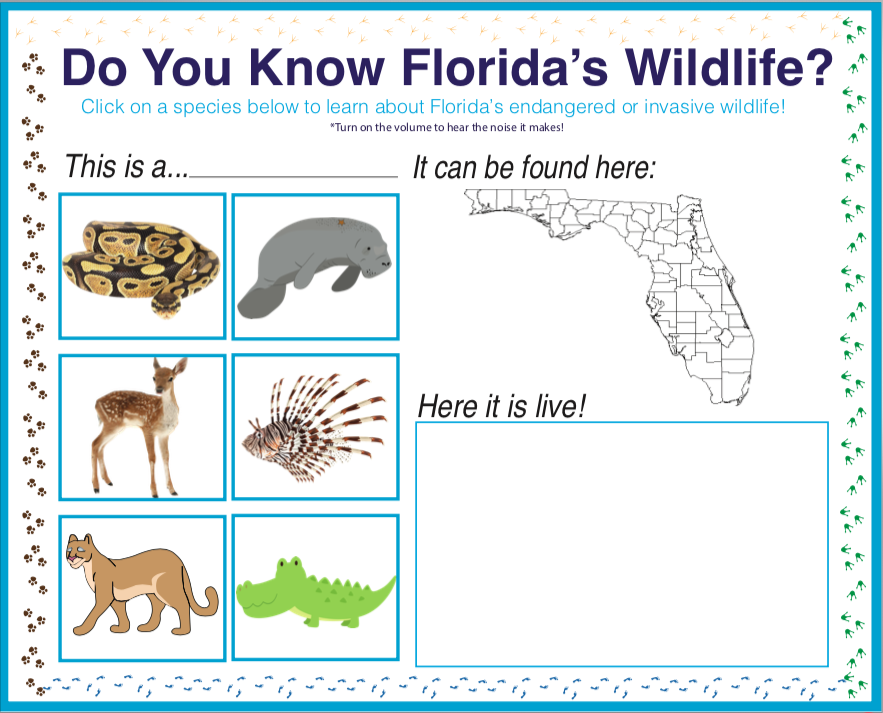 Do You Know Florida's Wildlife?
Click on a species below to learn about Florida's endangered or invasive wildlife!
*Turn on the volume to hear the noise it makes!
This is a...
It can be found here:
Here it is live!